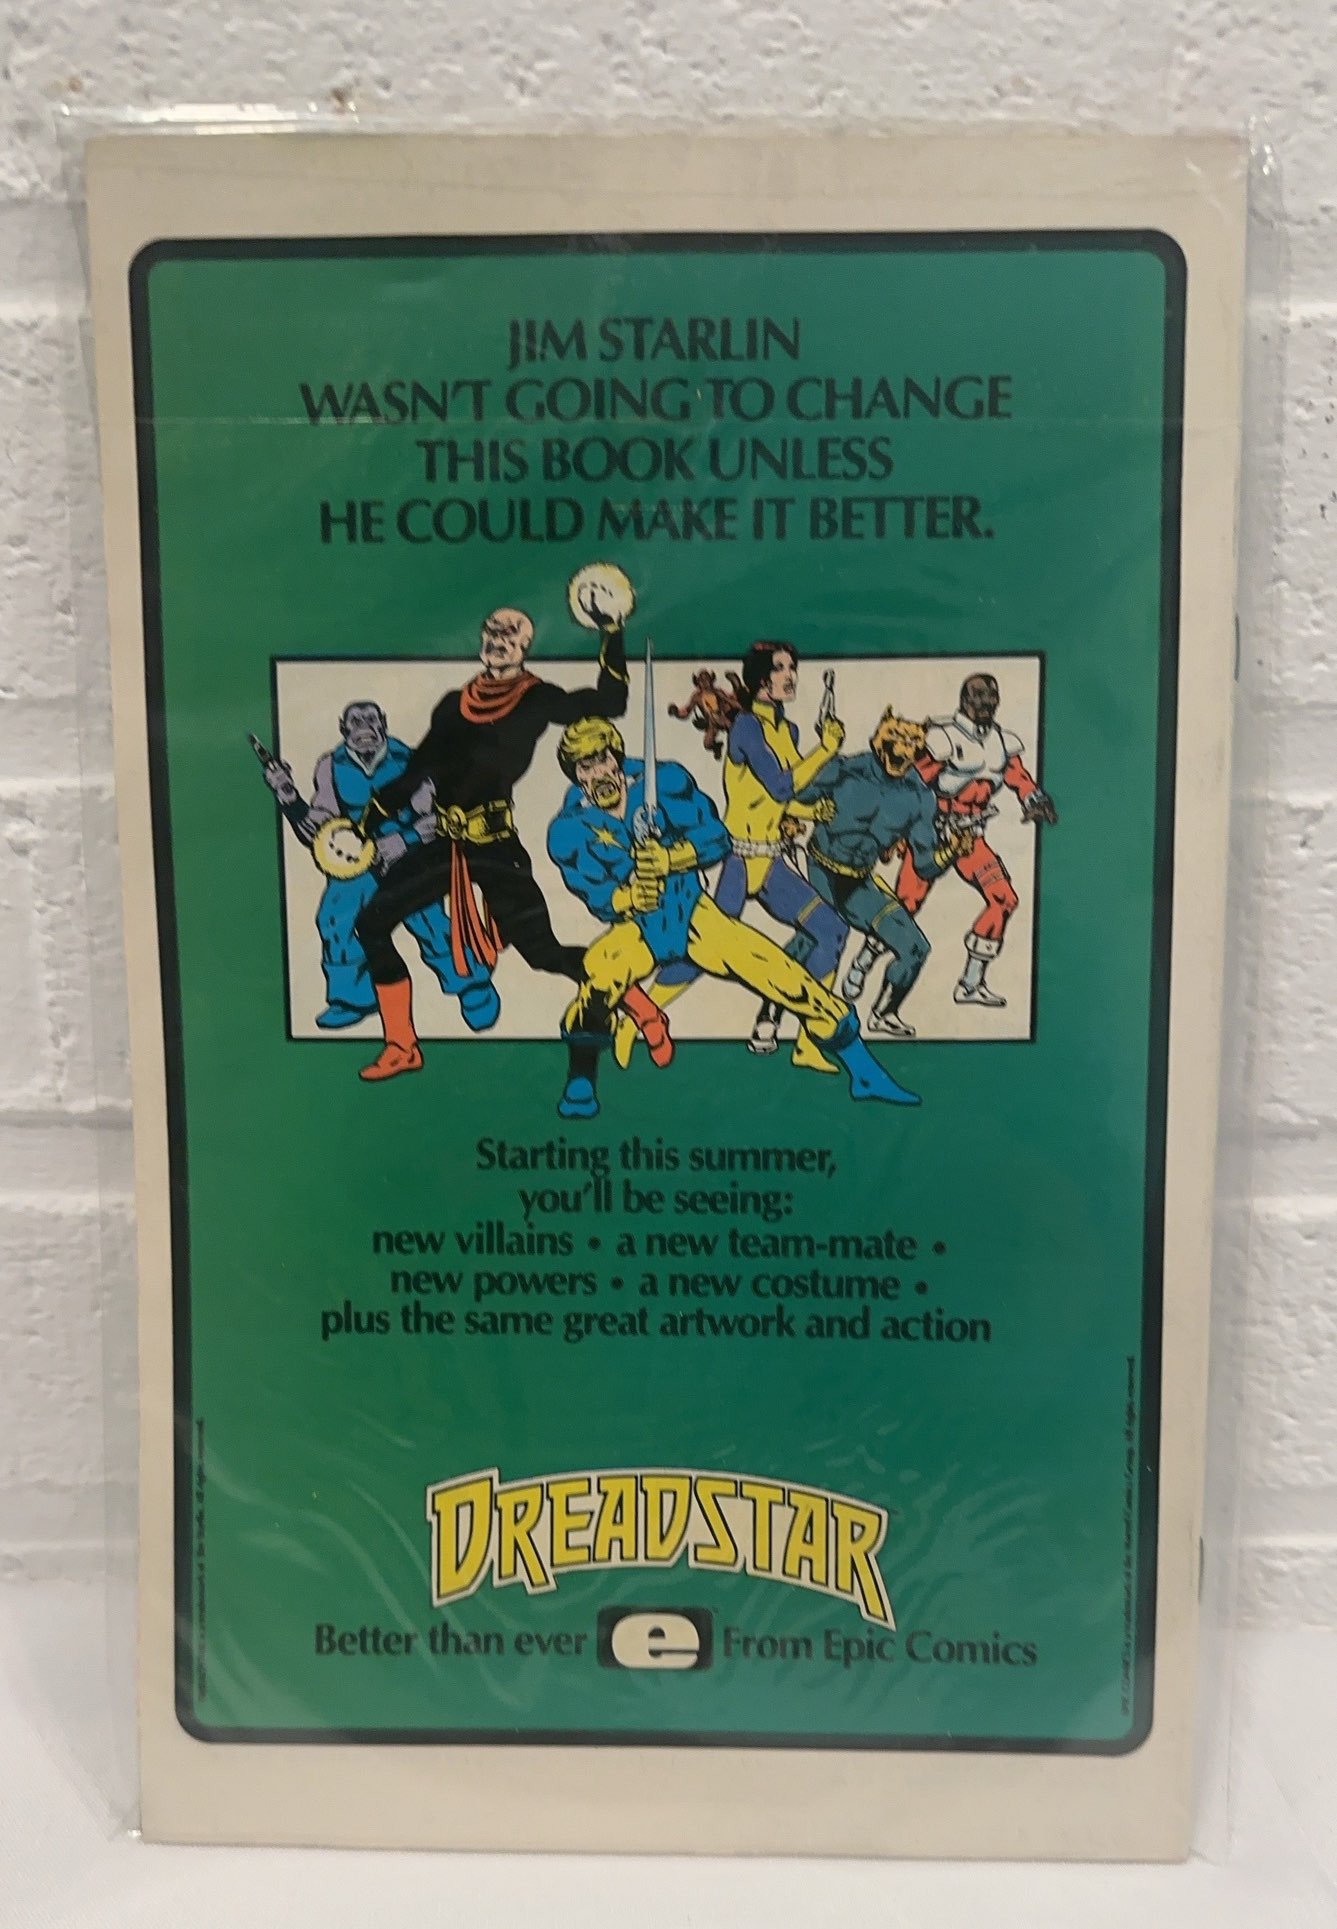 JIM STARLIN
WASN'T GOING TO CHANGE
THIS BOOK UNLESS
HE COULD MAKE IT BETTER.
Starting this summer,
you'll be seeing:
new villains • a new team-mate •
new powers • a new costume •
plus the same great artwork and action
DREADSTAR
Better than ever e From Epic Comics